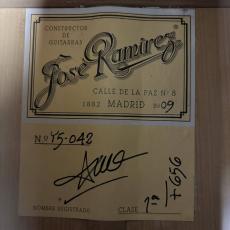 CONSTRUCTOR
DE
GUITARRAS
José Ramírez
CALLE DE LA PAZ Nº 8
1882 MADRID 2009
N.º Y5-042
NOMBRE REGISTRADO CLASE 1ª/+656